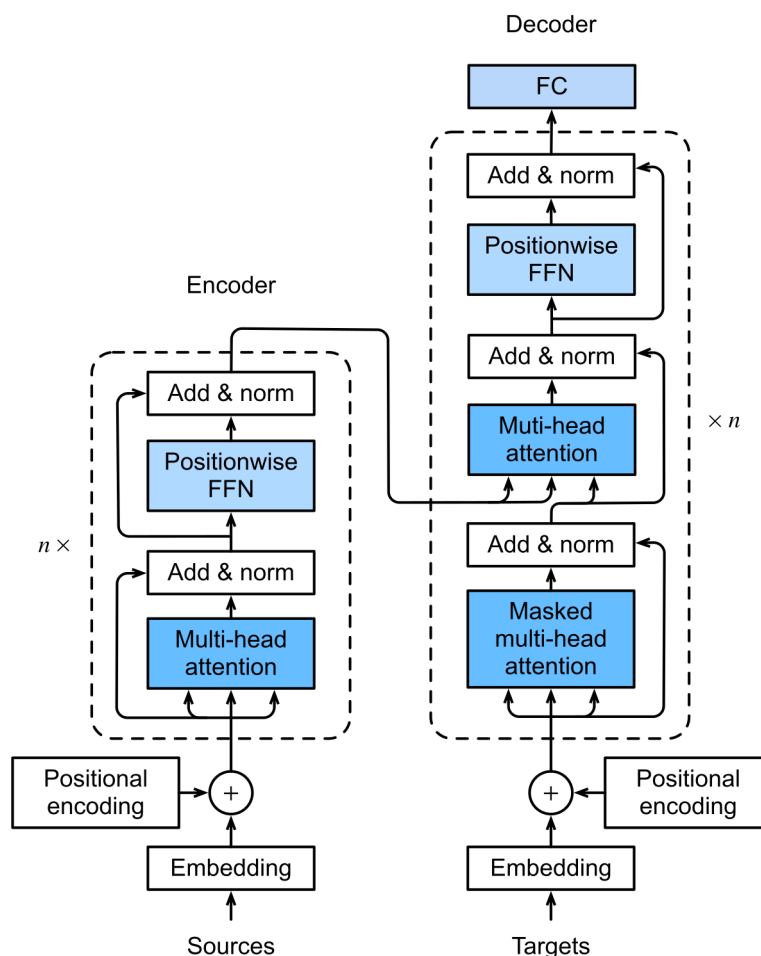 Decoder
FC
Add & norm
Positionwise
FFN
Add & norm
Muti-head
attention
× n
Add & norm
Masked
multi-head
attention
Positional
encoding
+
Embedding
Targets
Encoder
Add & norm
Positionwise
FFN
n ×
Add & norm
Multi-head
attention
Positional
encoding
+
Embedding
Sources